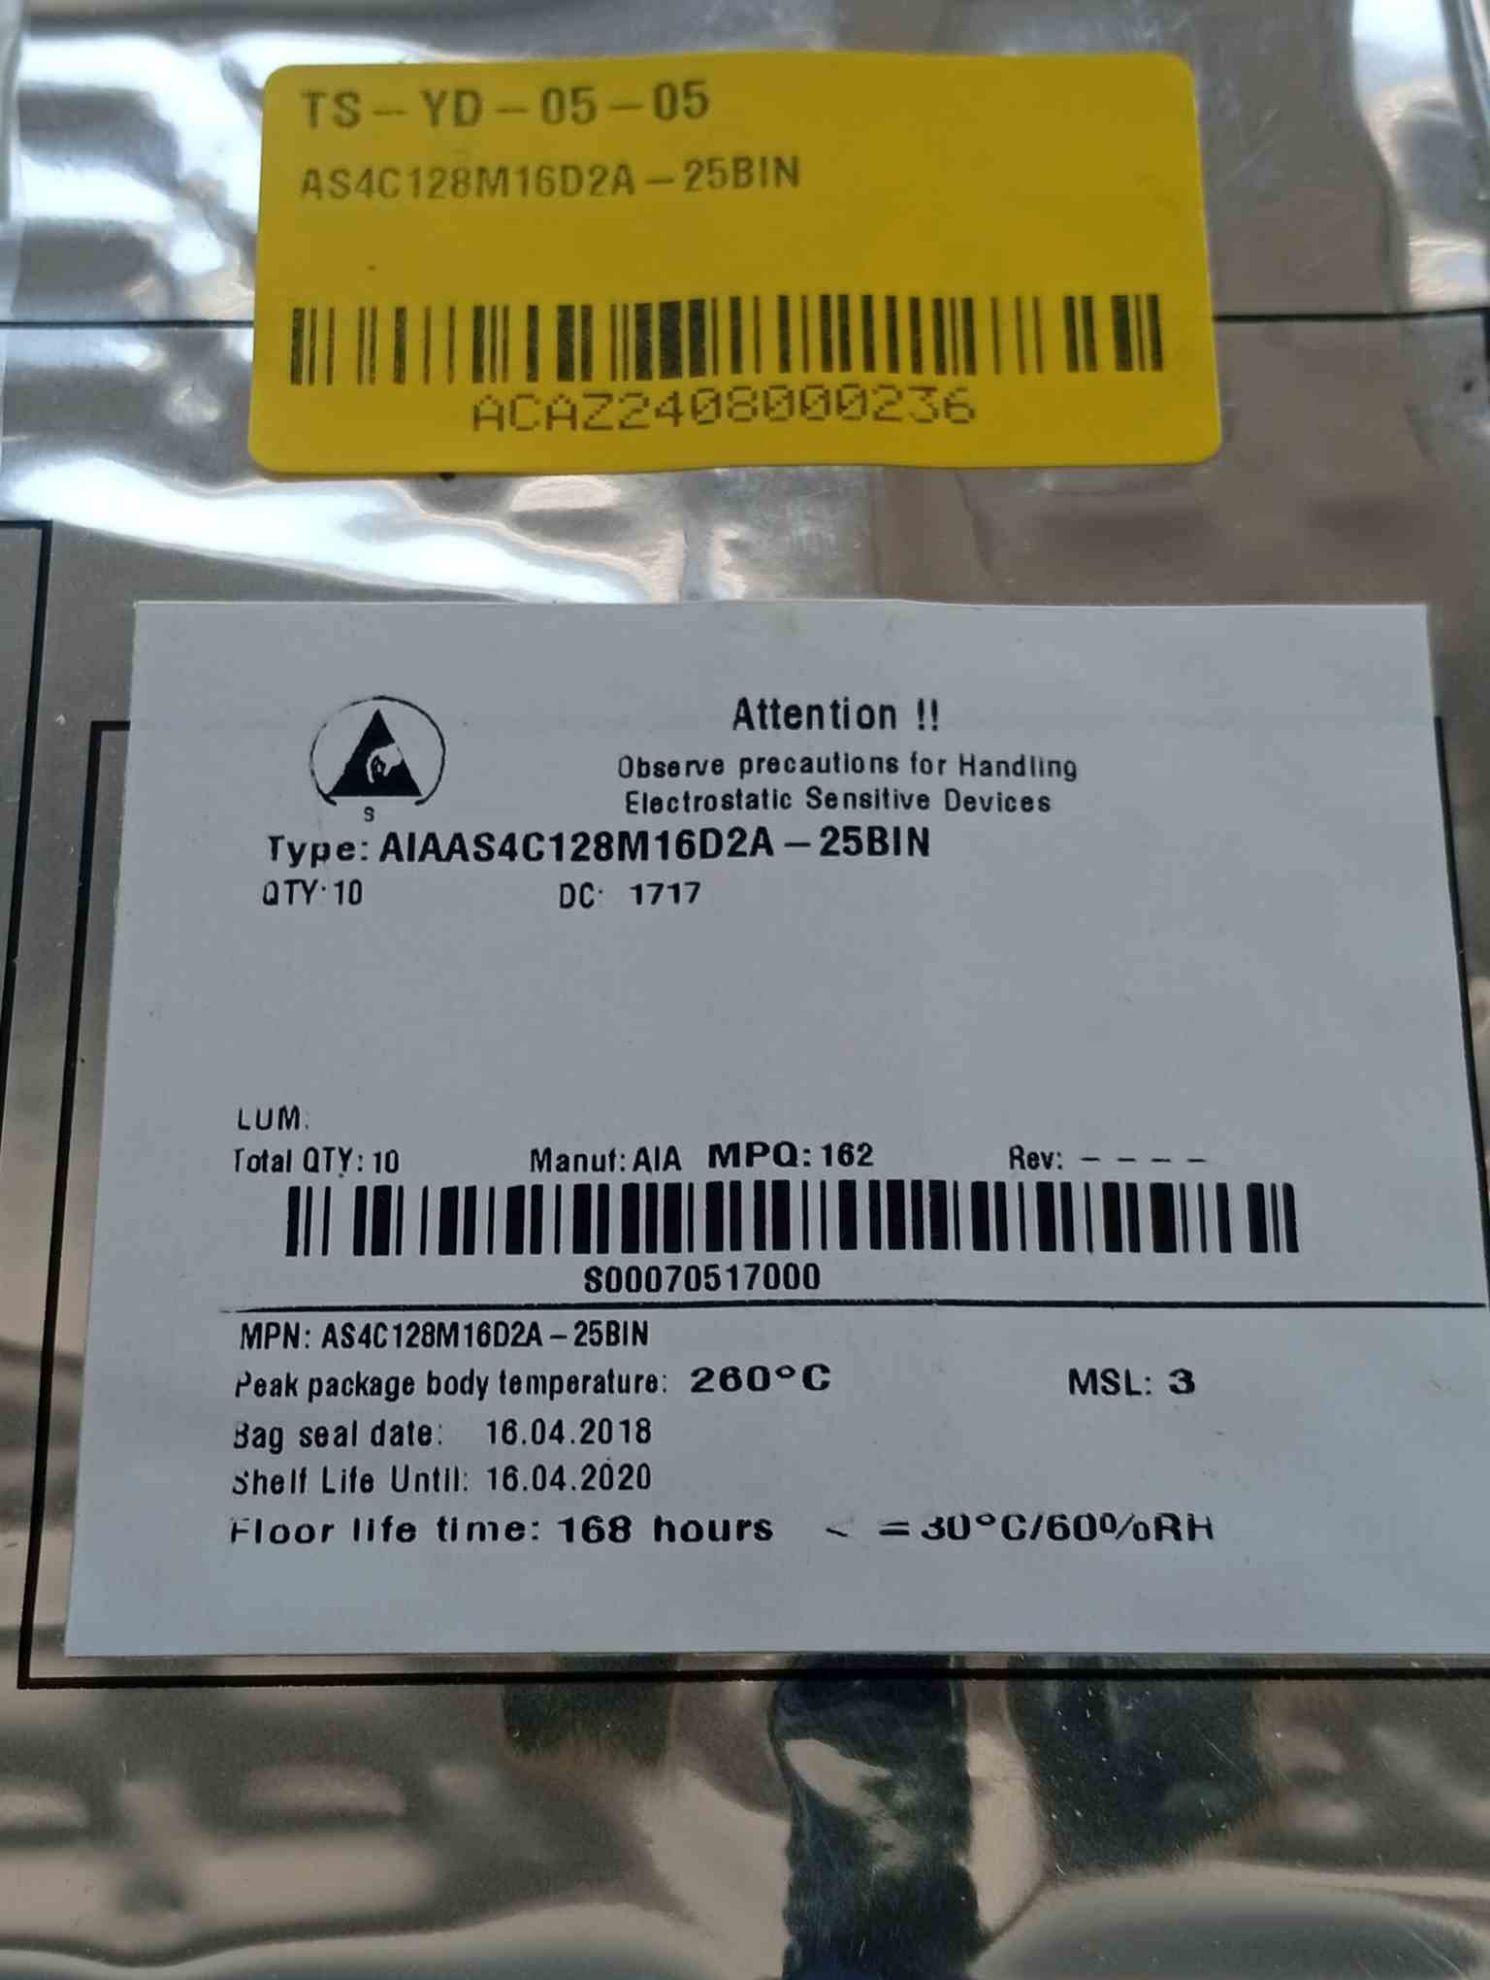 TS-YD-05-05
AS4C128M16D2A-25BIN
ACAZ2408000236
Attention !!
Observe precautions for Handling
Electrostatic Sensitive Devices
S
Type: AIAAS4C128M16D2A-25BIN
QTY:10 DC: 1717
LUM:
Total QTY: 10 Manuf: AIA MPQ: 162 Rev: ----
S00070517000
MPN: AS4C128M16D2A-25BIN
Peak package body temperature: 260°C MSL: 3
Bag seal date: 16.04.2018
Shelf Life Until: 16.04.2020
Floor life time: 168 hours < =30°C/60%RH